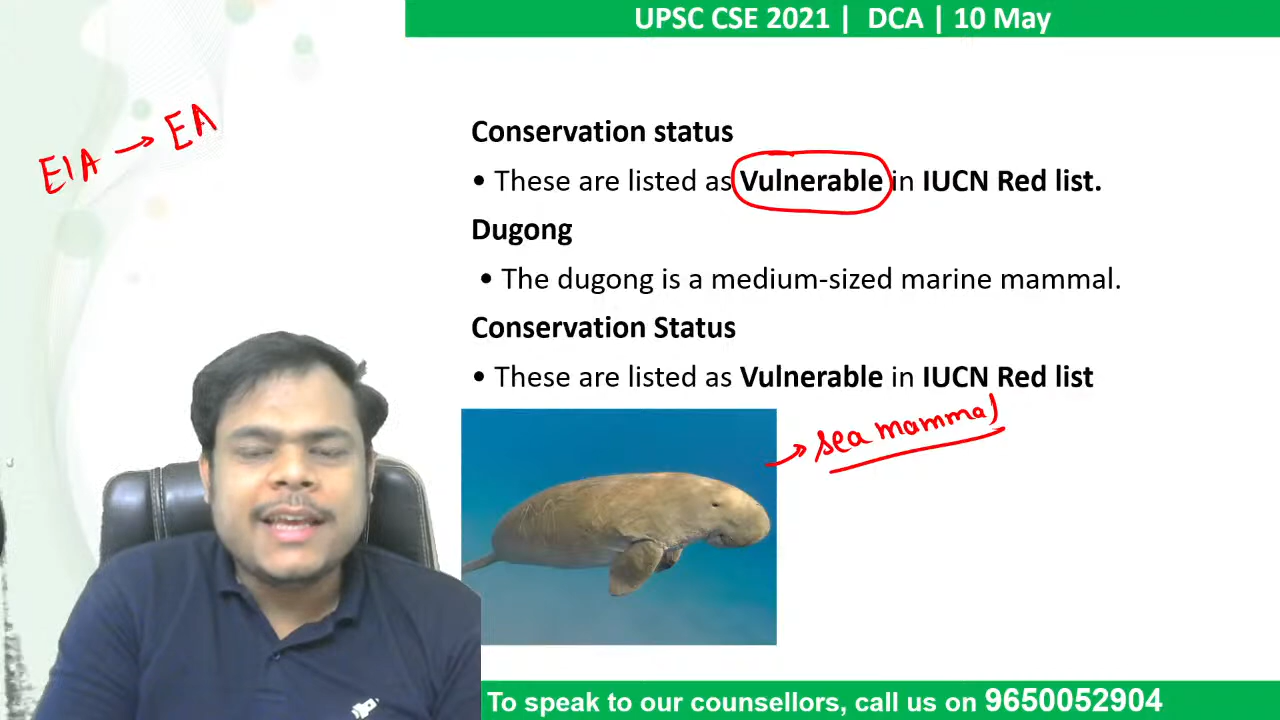 UPSC CSE 2021 | DCA | 10 May
EIA → EA
Conservation status
• These are listed as Vulnerable in IUCN Red list.
Dugong
• The dugong is a medium-sized marine mammal.
Conservation Status
• These are listed as Vulnerable in IUCN Red list
→ sea mammal
To speak to our counsellors, call us on 9650052904